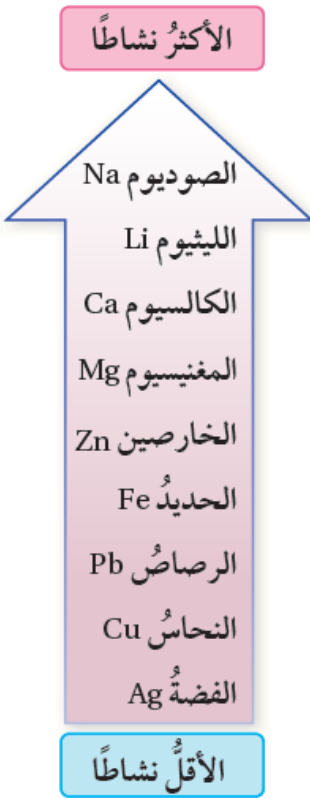 الأكثرُ نشاطًا
الصوديوم Na
الليثيوم Li
الكالسيوم Ca
المغنيسيوم Mg
الخارصين Zn
الحديدُ Fe
الرصاصُ Pb
النحاسُ Cu
الفضةُ Ag
الأقلُّ نشاطًا